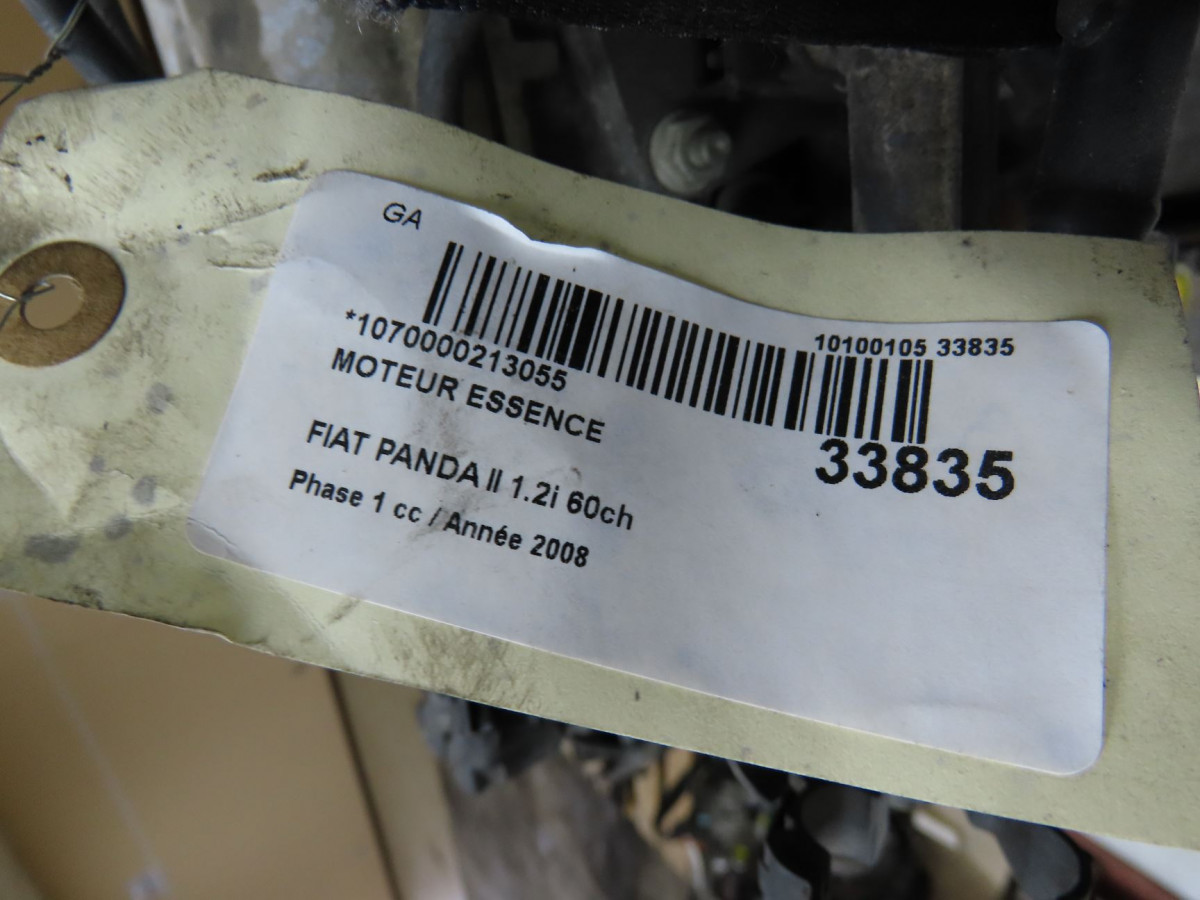 GA
10100105 33835
*1070000213055
MOTEUR ESSENCE
33835
FIAT PANDA II 1.2i 60ch
Phase 1 cc / Année 2008